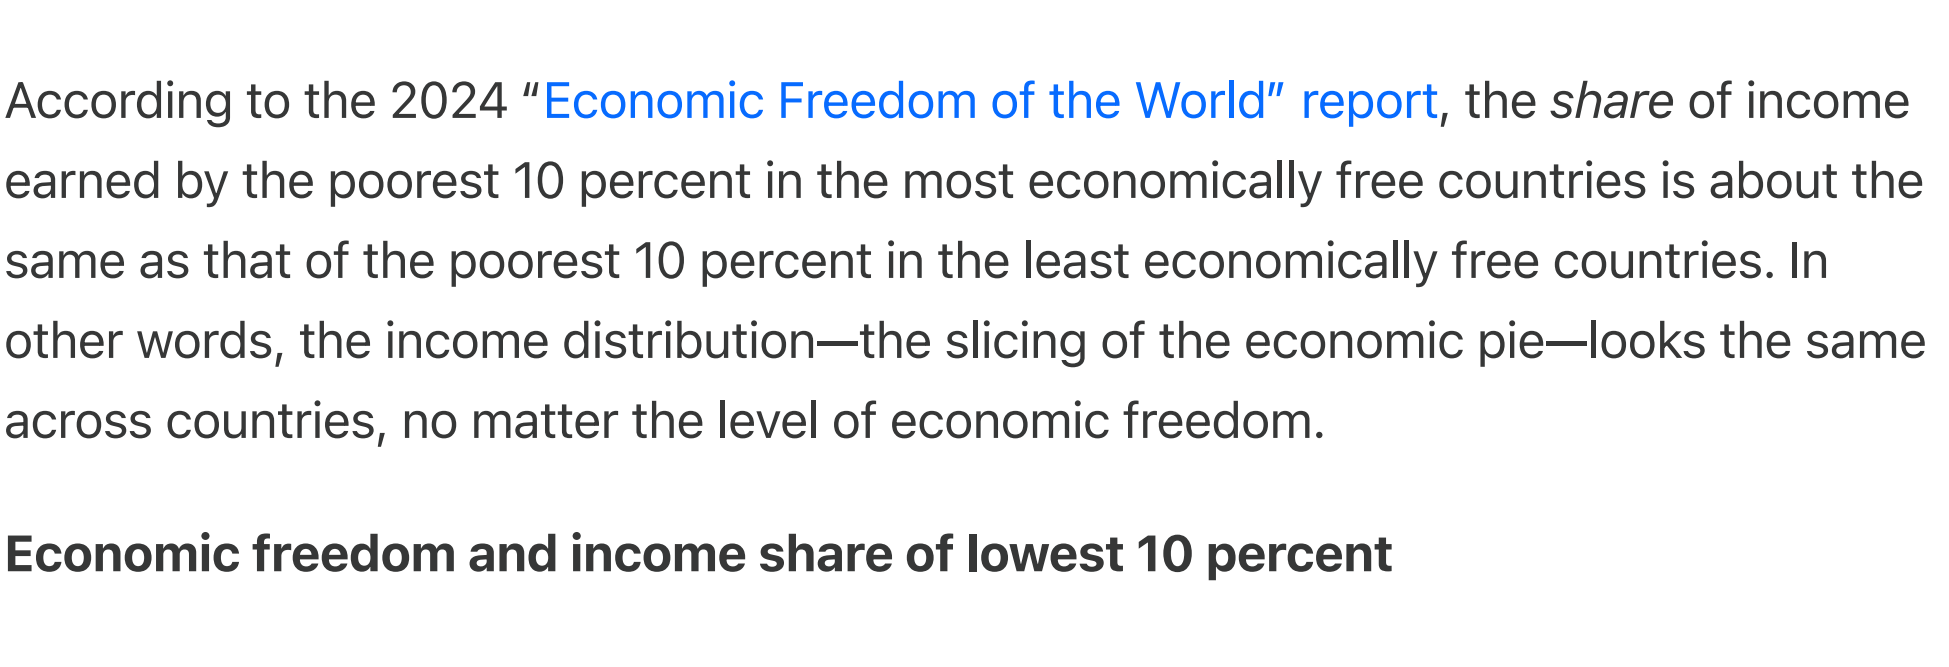 According to the 2024 “Economic Freedom of the World” report, the share of income
earned by the poorest 10 percent in the most economically free countries is about the
same as that of the poorest 10 percent in the least economically free countries. In
other words, the income distribution—the slicing of the economic pie—looks the same
across countries, no matter the level of economic freedom.
Economic freedom and income share of lowest 10 percent